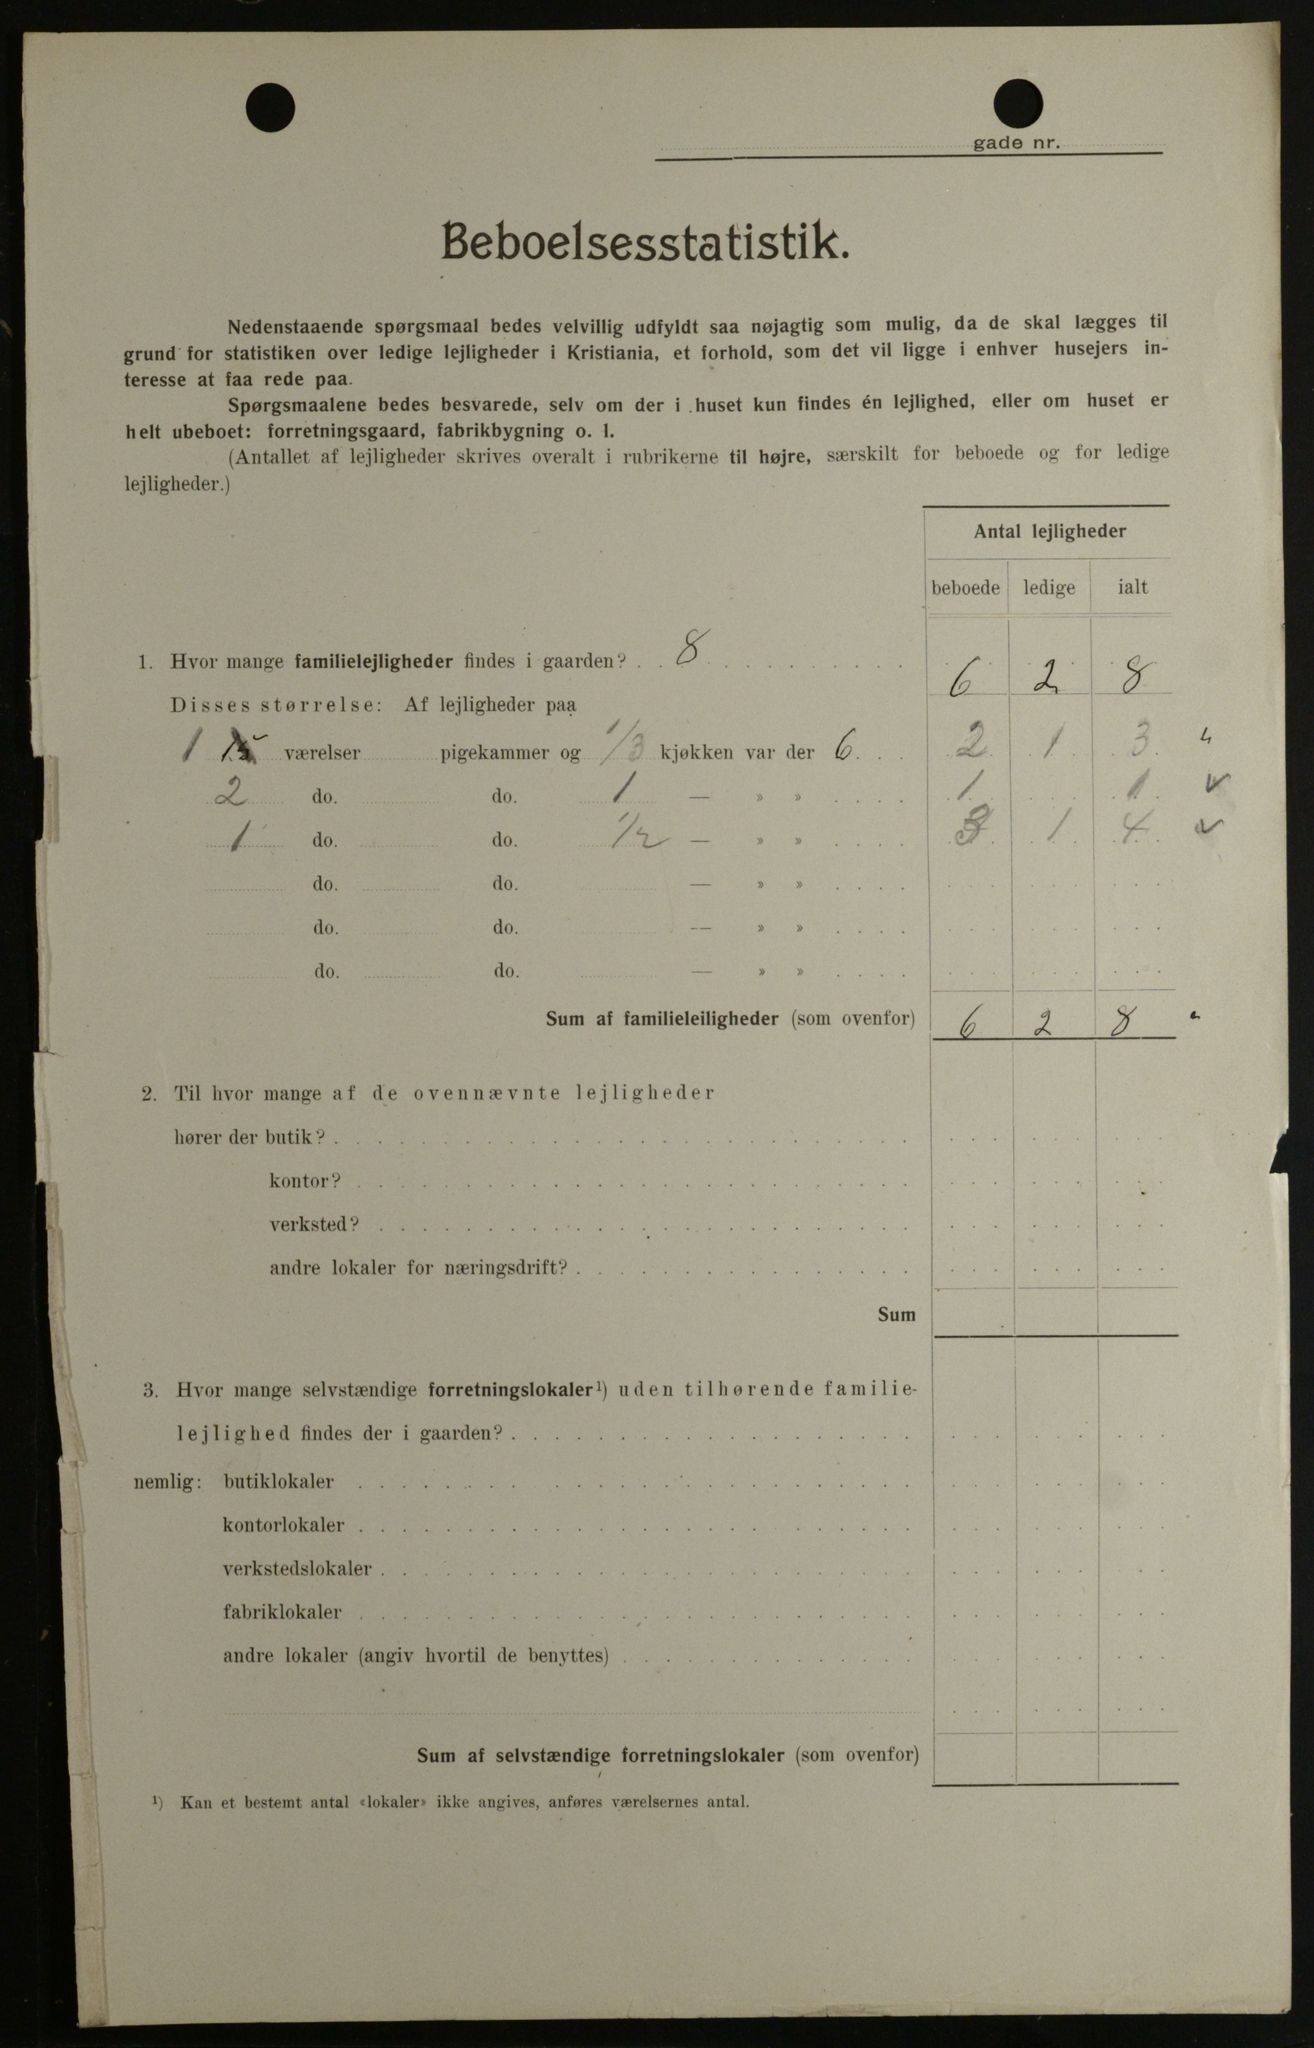 gade nr.
Beboelsesstatistik.
Nedenstaaende spørgsmaal bedes velvillig udfyldt saa nøjagtig som mulig, da de skal lægges til
grund for statistiken over ledige lejligheder i Kristiania, et forhold, som det vil ligge i enhver husejers in-
teresse at faa rede paa.
Spørgsmaalene bedes besvarede, selv om der i huset kun findes én lejlighed, eller om huset er
helt ubeboet: forretningsgaard, fabrikbygning o. l.
(Antallet af lejligheder skrives overalt i rubrikerne til højre, særskilt for beboede og for ledige
lejligheder.)
Antal lejligheder
beboede ledige ialt
1. Hvor mange familielejligheder findes i gaarden? . . 8 . . . . . . . . . 6 2 8
Disses størrelse: Af lejligheder paa
1 værelser pigekammer og 1/3 kjøkken var der 6 . . . 2 1 3
2 do. do. 1 — » » . . . . 1 1
1 do. do. 1/2 — » » . . . . 3 1 4
do. do. — » » . . . .
do. do. — » » . . . .
do. do. — » » . . . .
Sum af familieleiligheder (som ovenfor) 6 2 8
2. Til hvor mange af de ovennævnte lejligheder
hører der butik? . . . . . . . . . . . . . . . . . . . . . .
kontor? . . . . . . . . . . . . . . . . . . . . .
verksted? . . . . . . . . . . . . . . . . . . . .
andre lokaler for næringsdrift? . . . . . . . . . . . . .
Sum
3. Hvor mange selvstændige forretningslokaler¹) uden tilhørende familie-
lejlighed findes der i gaarden? . . . . . . . . . . . . . . .
nemlig: butiklokaler . . . . . . . . . . . . . . . . . . . . .
kontorlokaler . . . . . . . . . . . . . . . . . . . . .
verkstedslokaler . . . . . . . . . . . . . . . . . . . .
fabriklokaler . . . . . . . . . . . . . . . . . . . . .
andre lokaler (angiv hvortil de benyttes) . . . . . . . . . . .
Sum af selvstændige forretningslokaler (som ovenfor)
¹) Kan et bestemt antal «lokaler» ikke angives, anføres værelsernes antal.